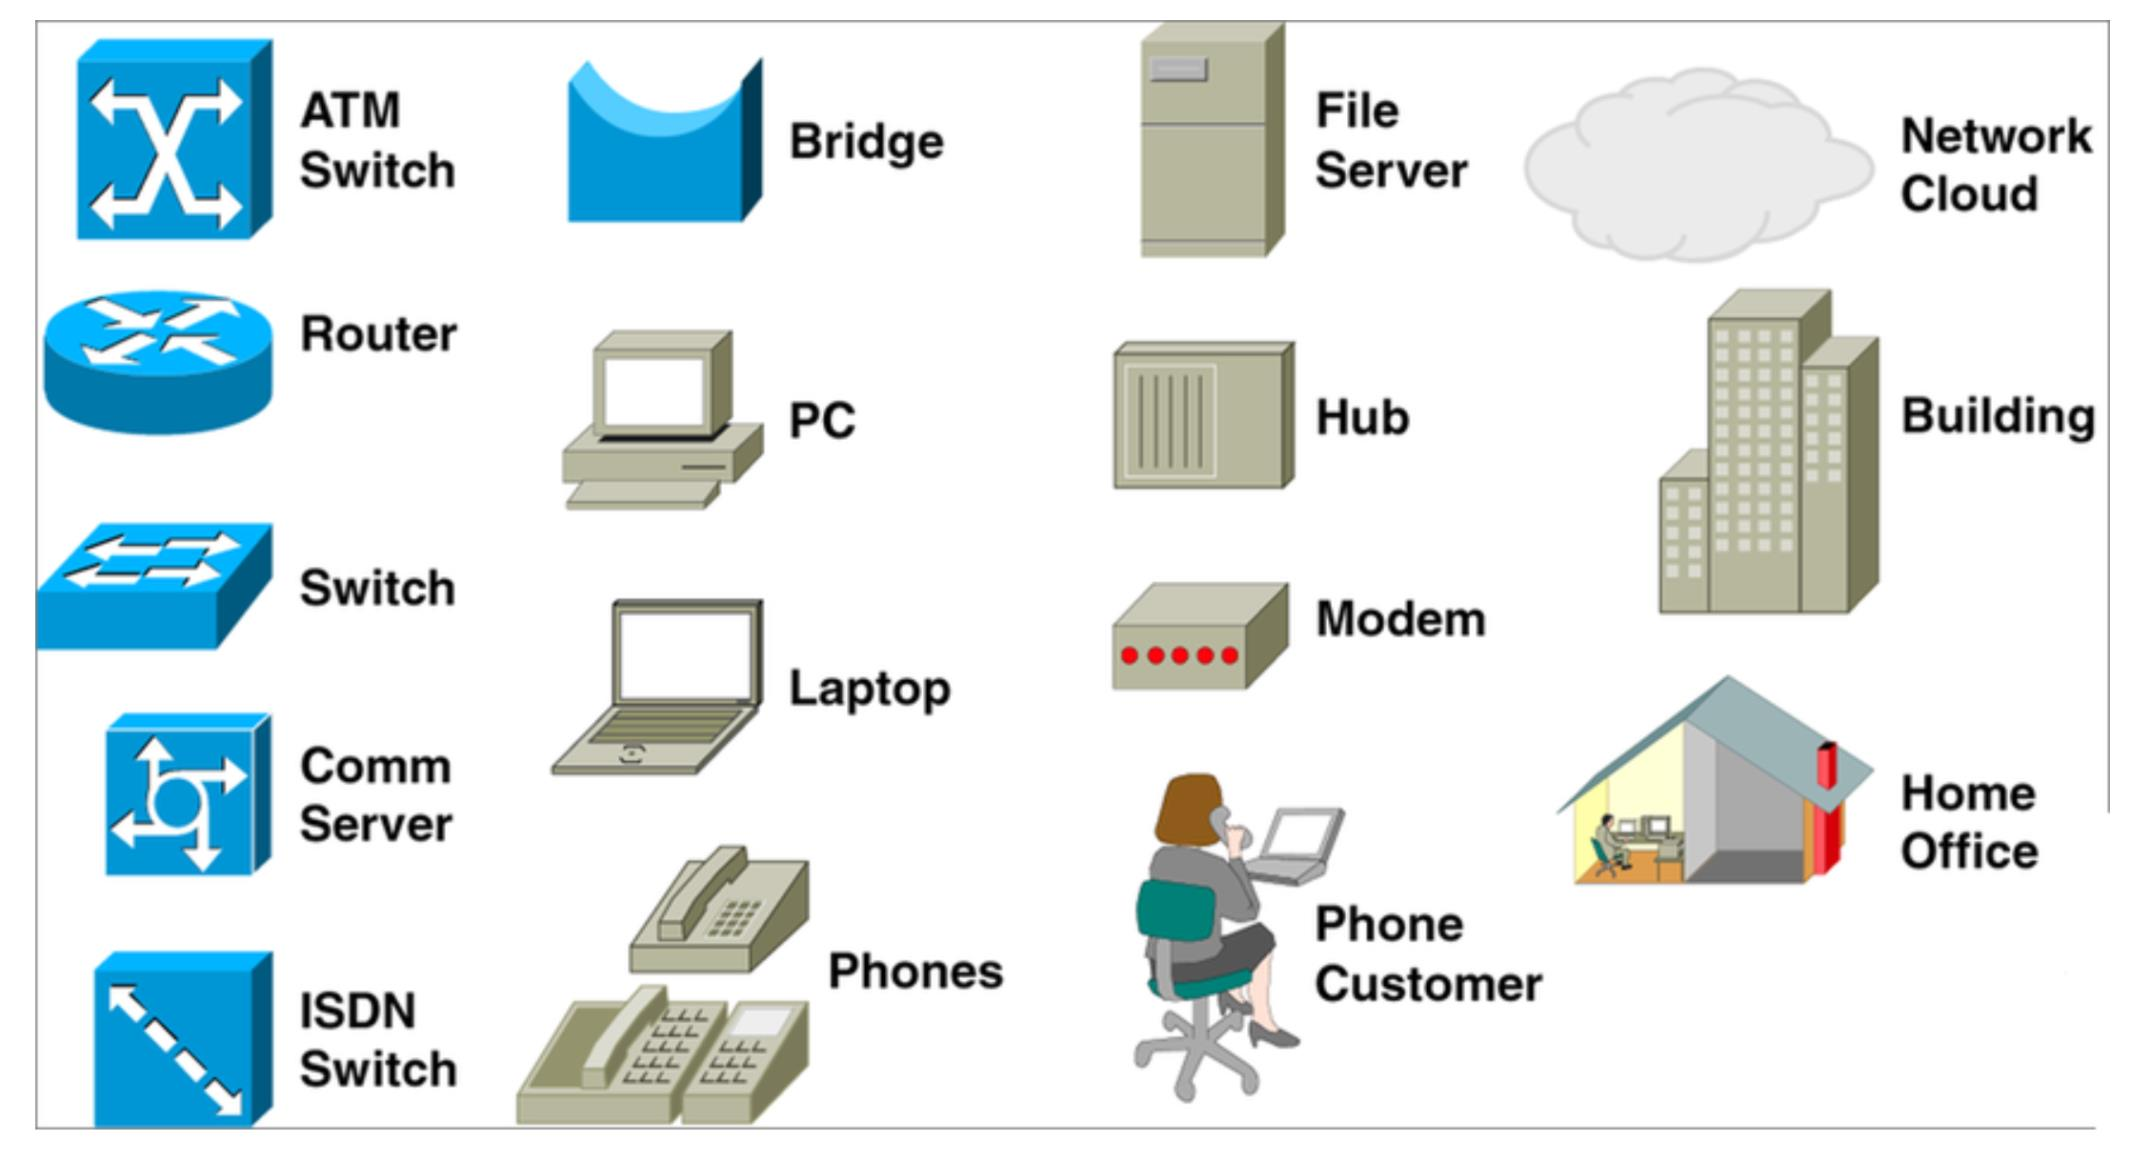 ATM
Switch
Router
Switch
Comm
Server
ISDN
Switch
Bridge
PC
Laptop
Phones
File
Server
Hub
Modem
Phone
Customer
Network
Cloud
Building
Home
Office